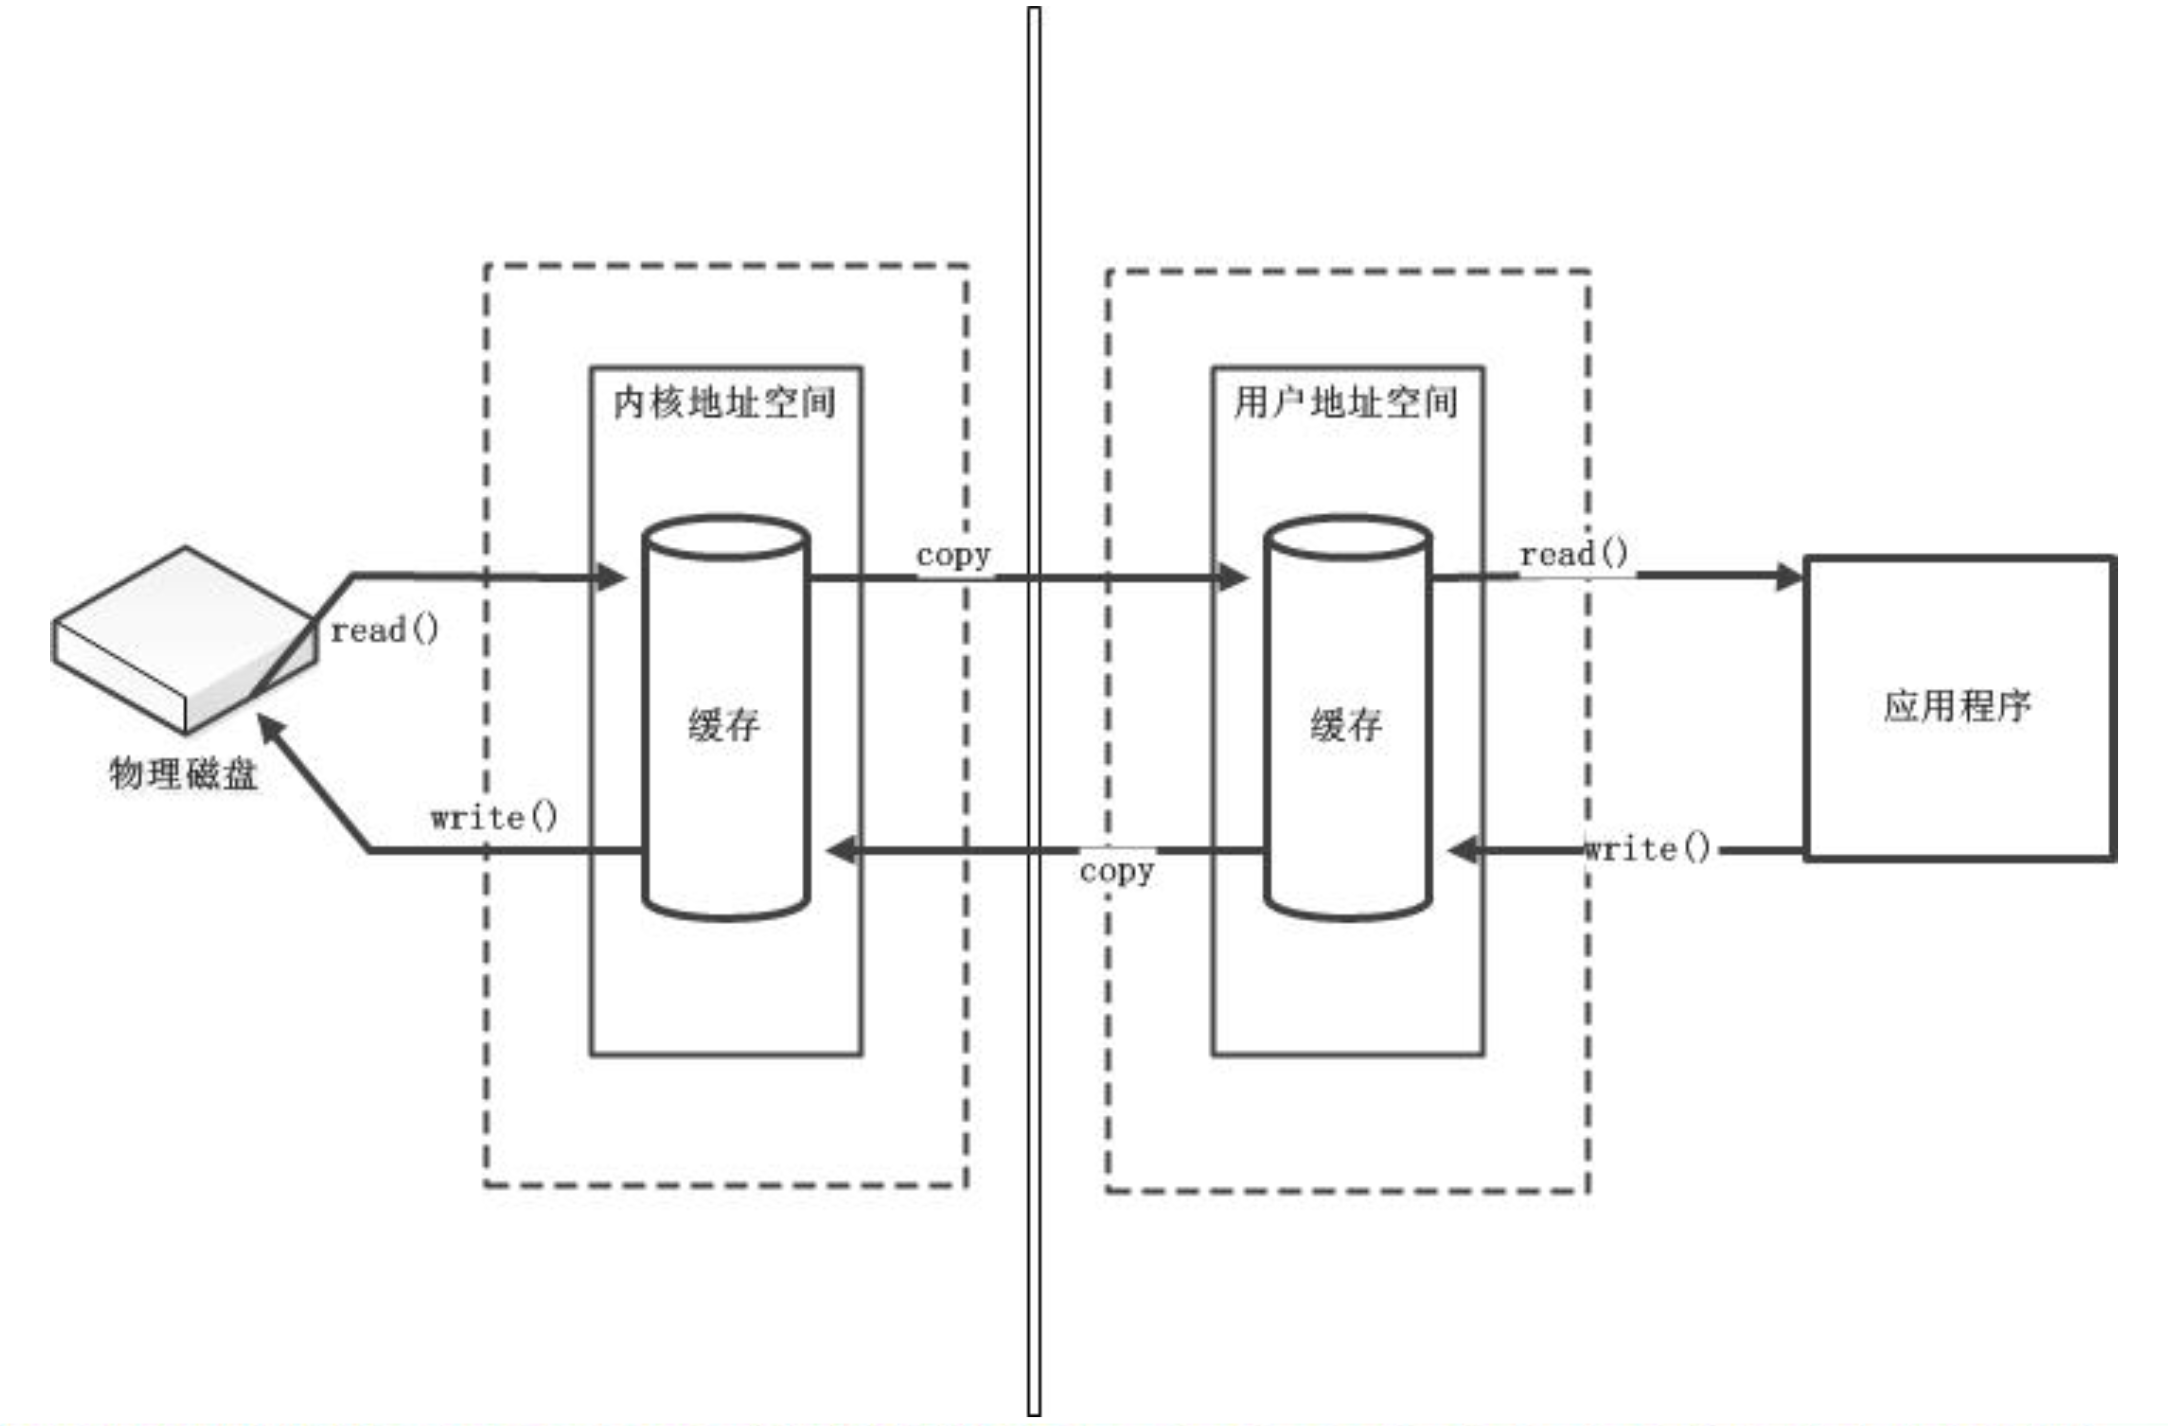 内核地址空间
用户地址空间
copy
read()
read()
应用程序
缓存
缓存
物理磁盘
write()
write()
copy